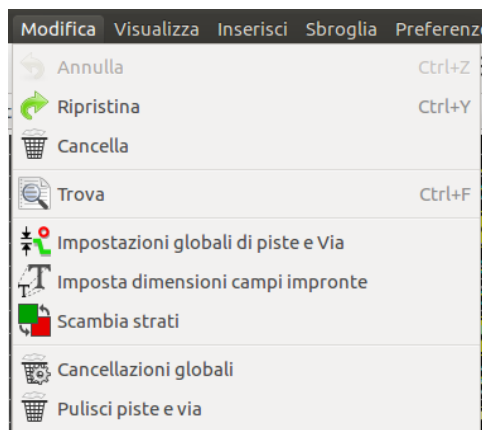 Modifica Visualizza Inserisci Sbroglia Preferenze
Annulla Ctrl+Z
Ripristina Ctrl+Y
Cancella
Trova Ctrl+F
Impostazioni globali di piste e Via
Imposta dimensioni campi impronte
Scambia strati
Cancellazioni globali
Pulisci piste e via